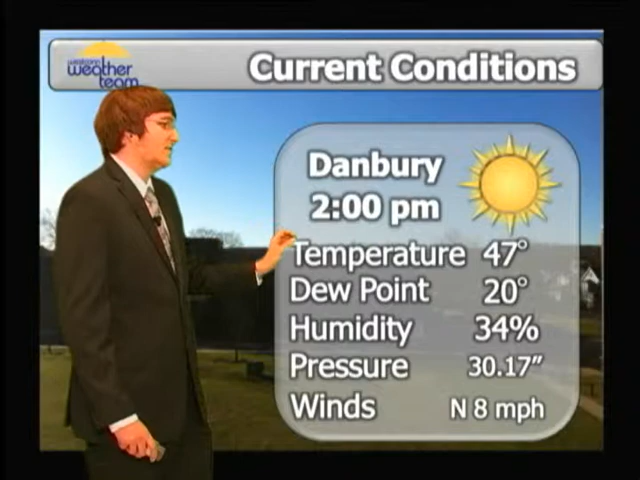 western
weather
team
Current Conditions
Danbury
2:00 pm
Temperature 47°
Dew Point 20°
Humidity 34%
Pressure 30.17”
Winds N 8 mph